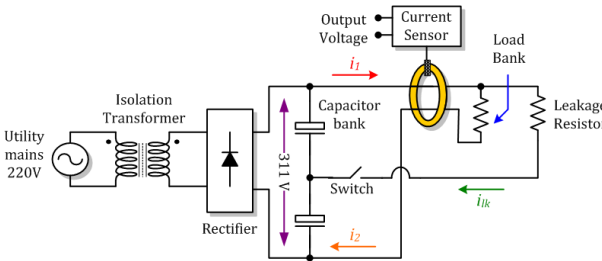 Output
Voltage
Current
Sensor
i1
Load
Bank
Isolation
Transformer
Capacitor
bank
Leakage
Resistor
Utility
mains
220V
311 V
Switch
Rectifier
i2
ilk